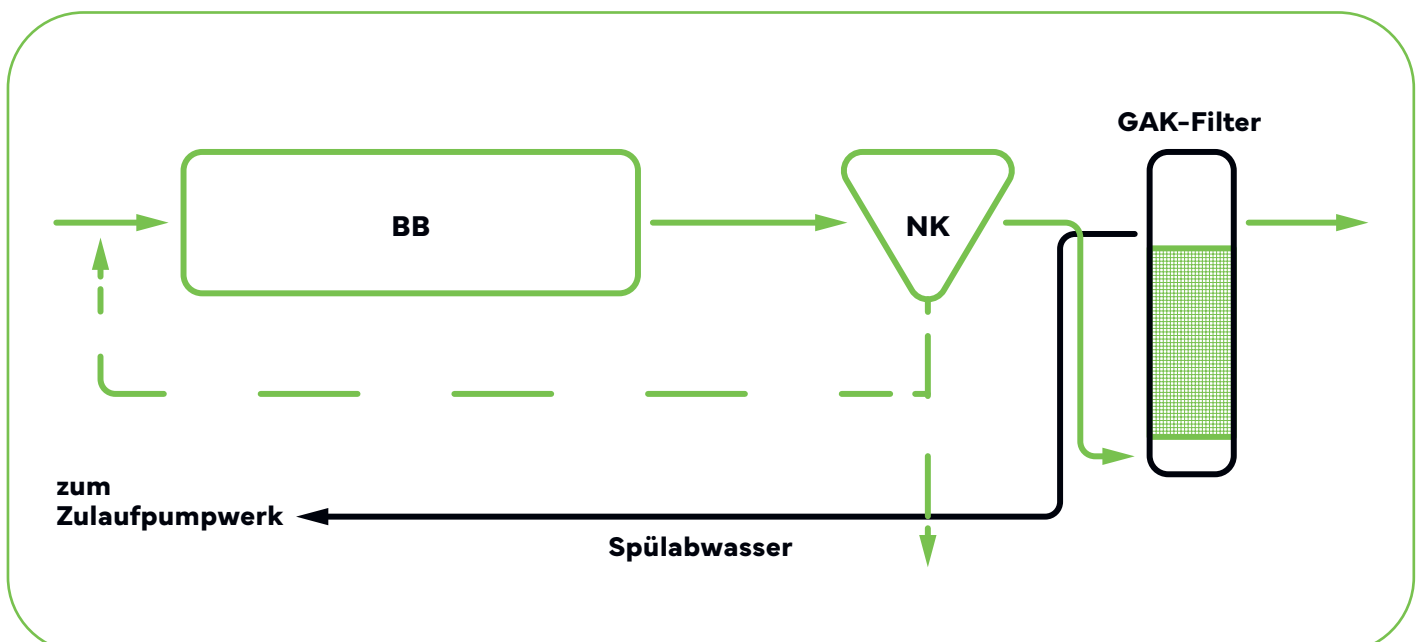 GAK-Filter
BB
NK
zum
Zulaufpumpwerk
Spülabwasser